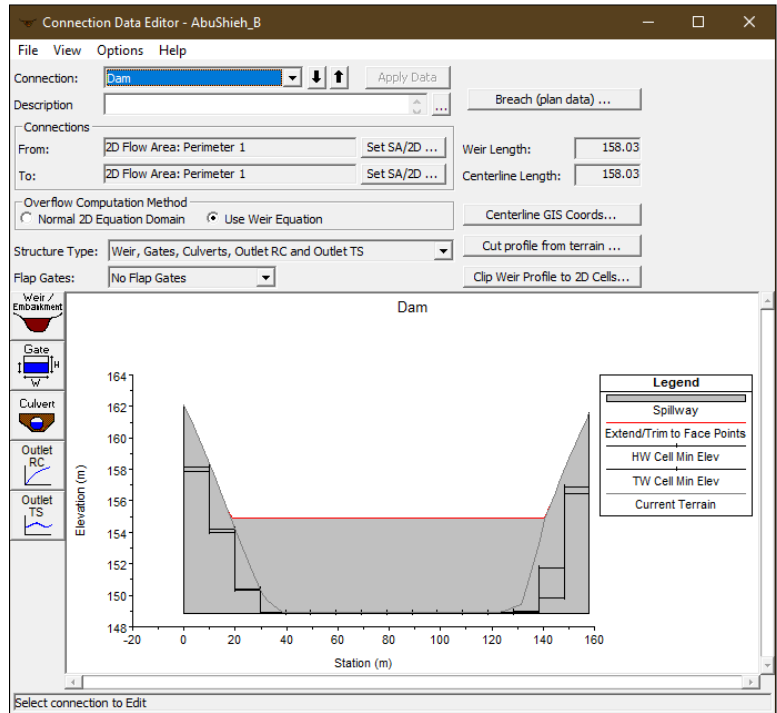 Connection Data Editor - AbuShieh_B
File View Options Help
Connection: Dam Apply Data
Description ... Breach (plan data) ...
Connections
From: 2D Flow Area: Perimeter 1 Set SA/2D ... Weir Length: 158.03
To: 2D Flow Area: Perimeter 1 Set SA/2D ... Centerline Length: 158.03
Overflow Computation Method
Normal 2D Equation Domain Use Weir Equation Centerline GIS Coords...
Structure Type: Weir, Gates, Culverts, Outlet RC and Outlet TS Cut profile from terrain ...
Flap Gates: No Flap Gates Clip Weir Profile to 2D Cells...
Weir /
Embankment
Gate
H
W
Culvert
Outlet
RC
Outlet
TS
Dam
164
162
160
158
156
154
152
150
148
Elevation (m)
-20 0 20 40 60 80 100 120 140 160
Station (m)
Legend
Spillway
Extend/Trim to Face Points
HW Cell Min Elev
TW Cell Min Elev
Current Terrain
Select connection to Edit